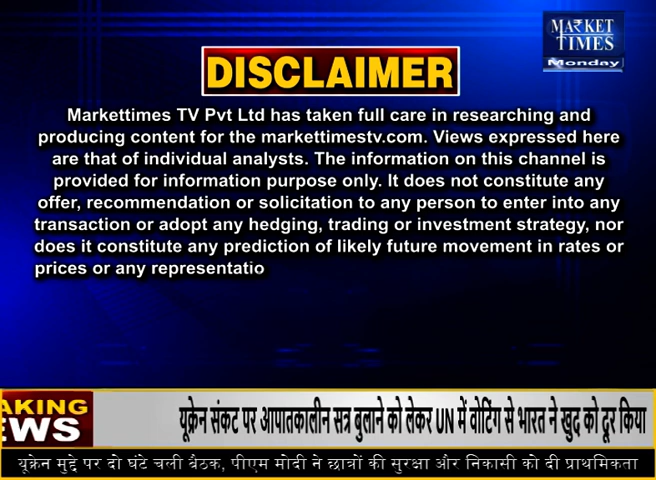 MARKET
TIMES
Monday
DISCLAIMER
Markettimes TV Pvt Ltd has taken full care in researching and
producing content for the markettimestv.com. Views expressed here
are that of individual analysts. The information on this channel is
provided for information purpose only. It does not constitute any
offer, recommendation or solicitation to any person to enter into any
transaction or adopt any hedging, trading or investment strategy, nor
does it constitute any prediction of likely future movement in rates or
prices or any representatio
AKING
EWS
यूक्रेन संकट पर आपातकालीन सत्र बुलाने को लेकर UN में वोटिंग से भारत ने खुद को दूर किया
यूक्रेन मुद्दे पर दो घंटे चली बैठक, पीएम मोदी ने छात्रों की सुरक्षा और निकासी को दी प्राथमिकता